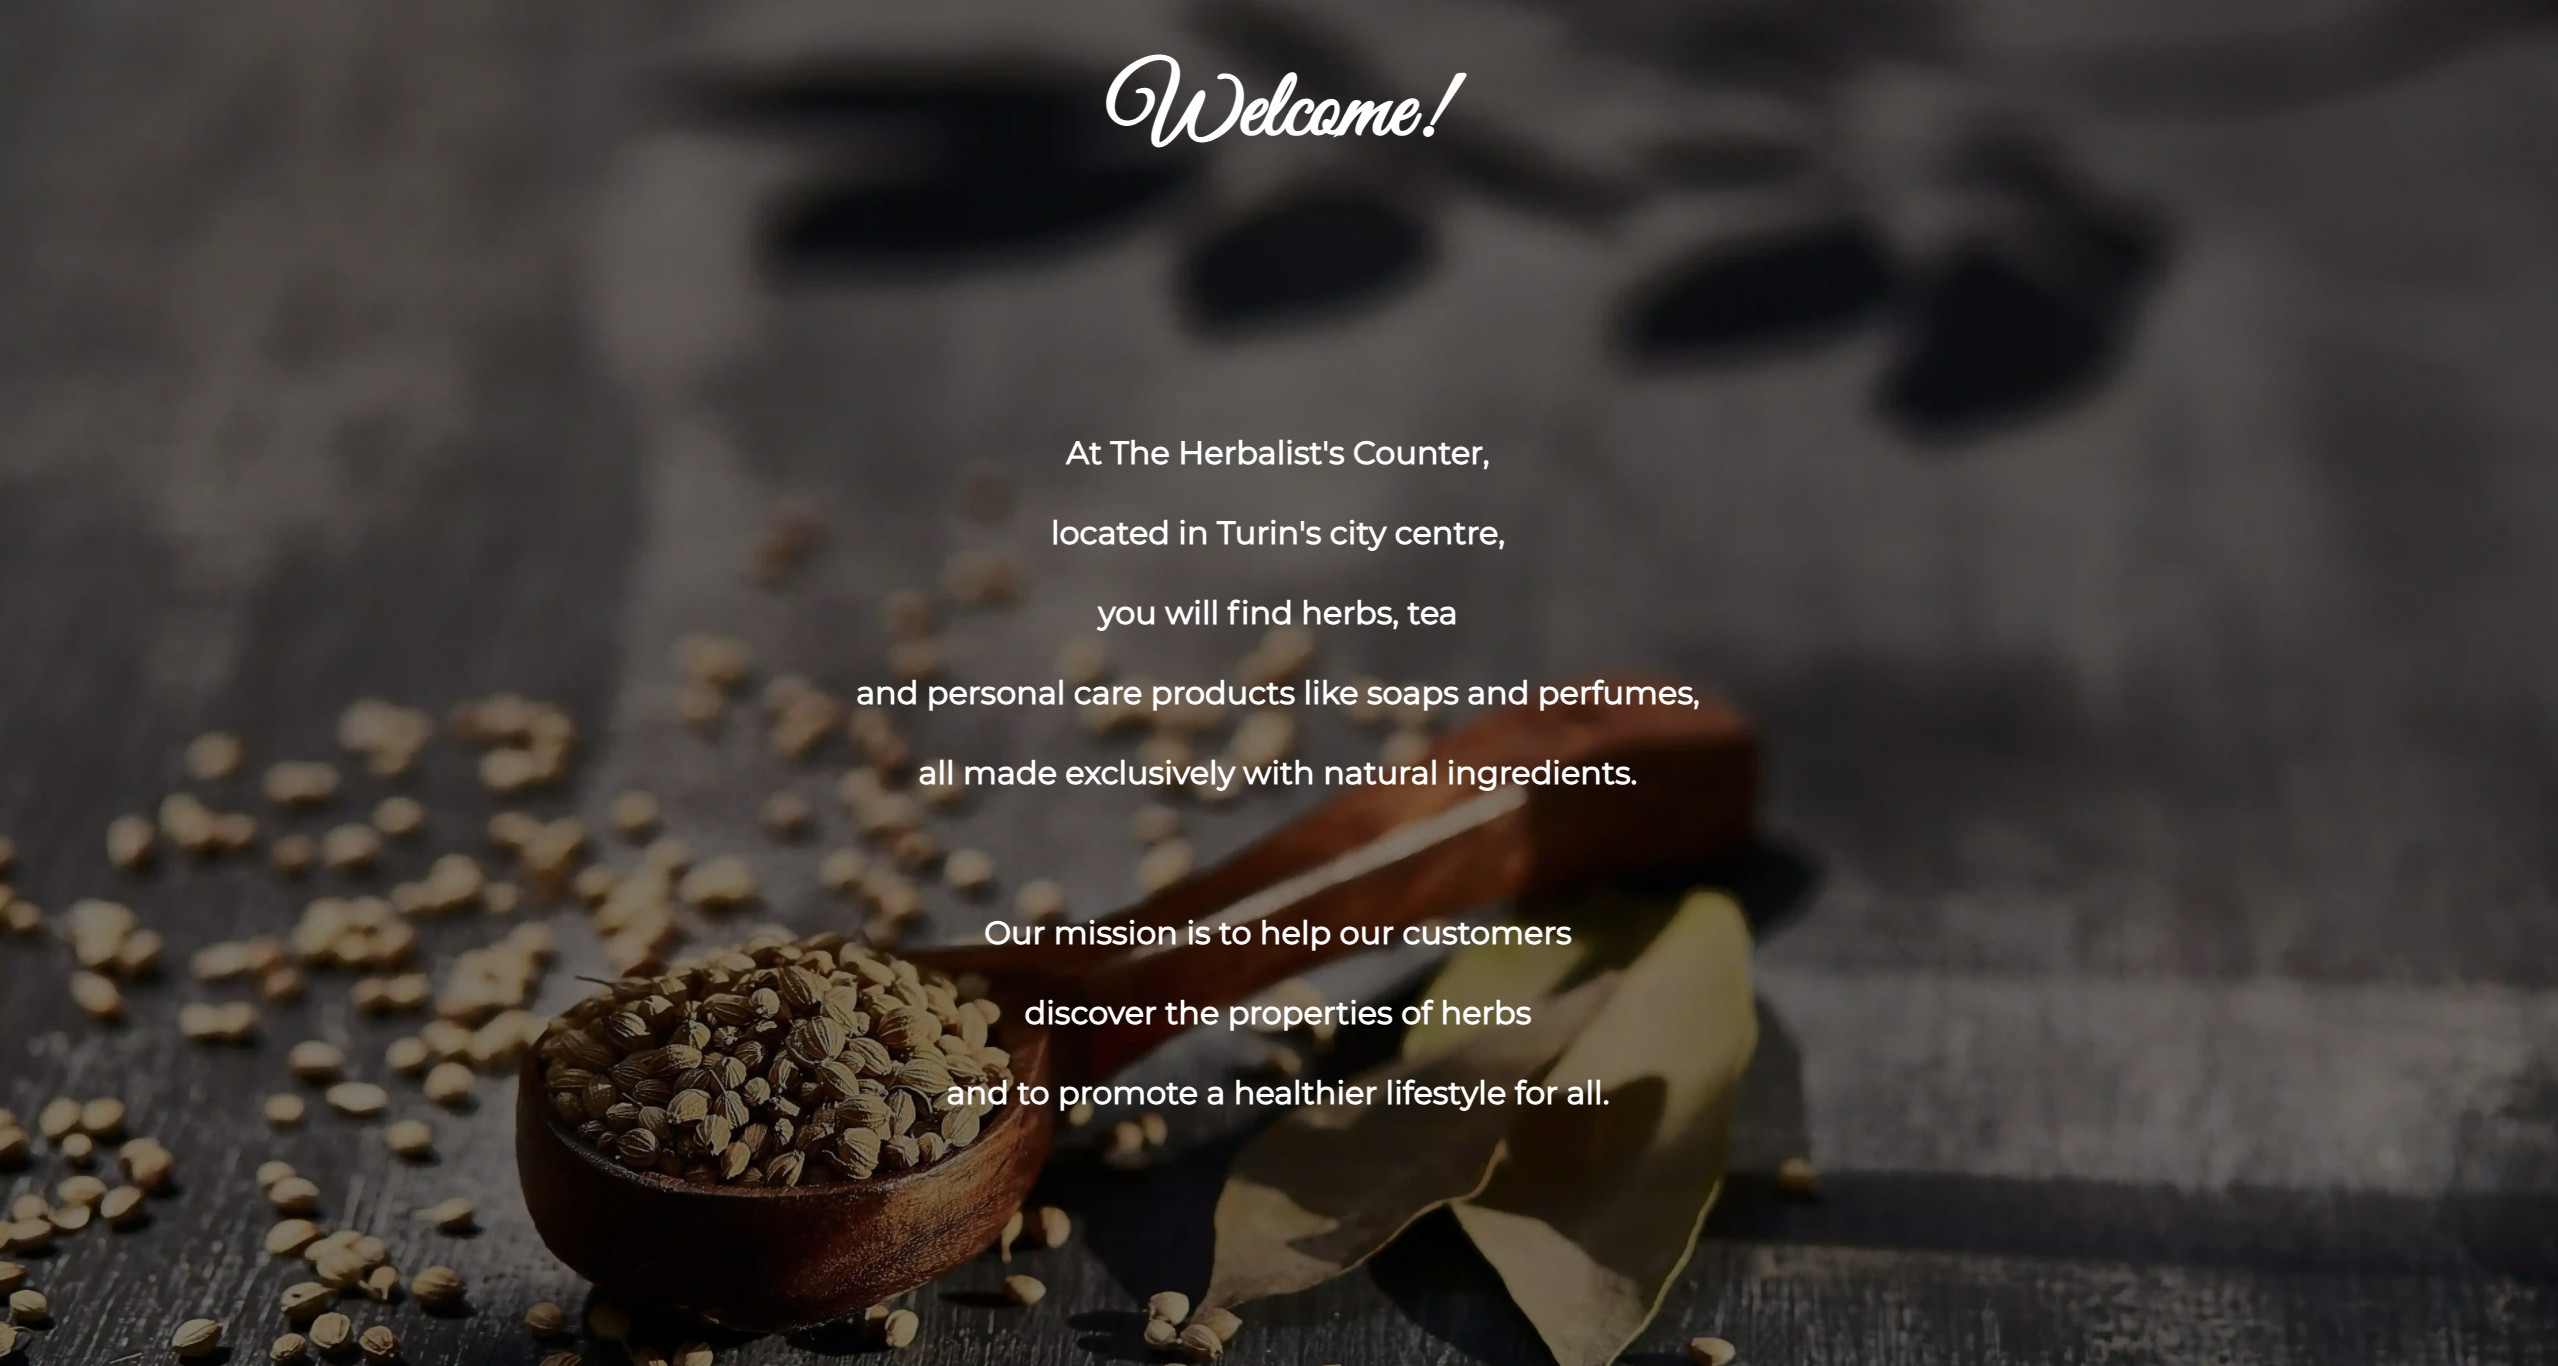 Welcome!
At The Herbalist's Counter,
located in Turin's city centre,
you will find herbs, tea
and personal care products like soaps and perfumes,
all made exclusively with natural ingredients.
Our mission is to help our customers
discover the properties of herbs
and to promote a healthier lifestyle for all.